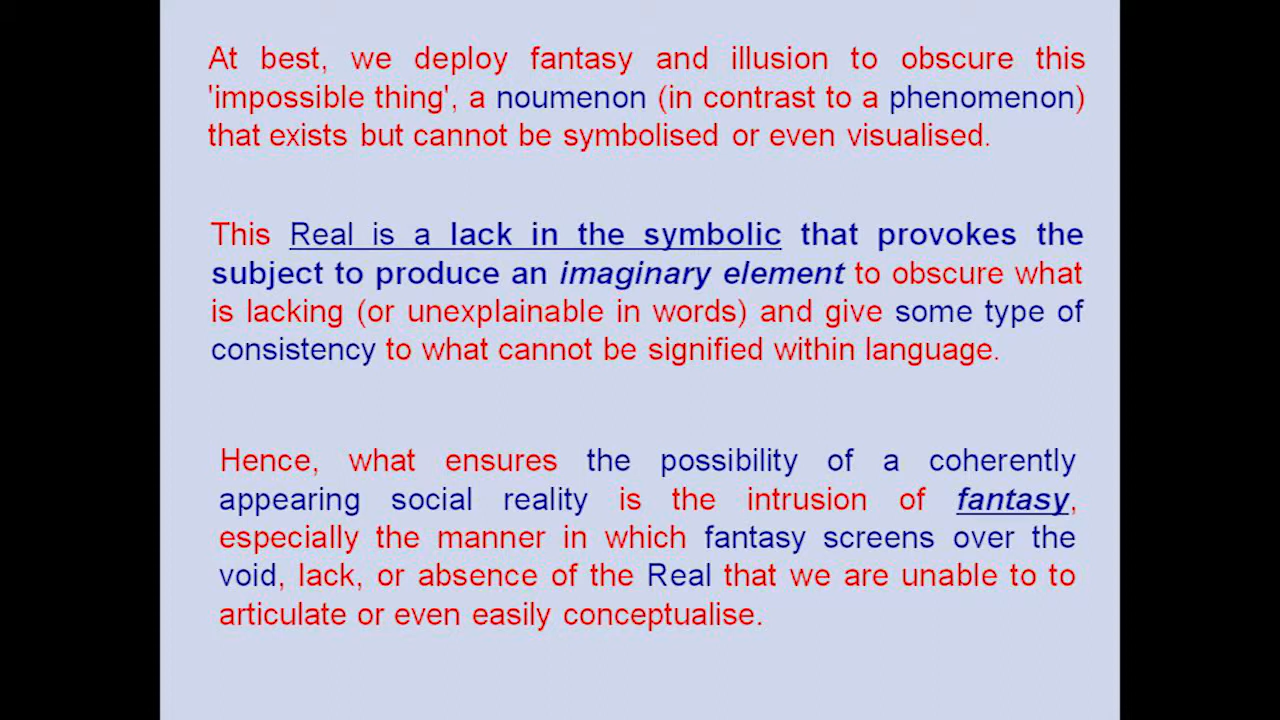 At best, we deploy fantasy and illusion to obscure this
'impossible thing', a noumenon (in contrast to a phenomenon)
that exists but cannot be symbolised or even visualised.
This Real is a lack in the symbolic that provokes the
subject to produce an imaginary element to obscure what
is lacking (or unexplainable in words) and give some type of
consistency to what cannot be signified within language.
Hence, what ensures the possibility of a coherently
appearing social reality is the intrusion of fantasy,
especially the manner in which fantasy screens over the
void, lack, or absence of the Real that we are unable to to
articulate or even easily conceptualise.